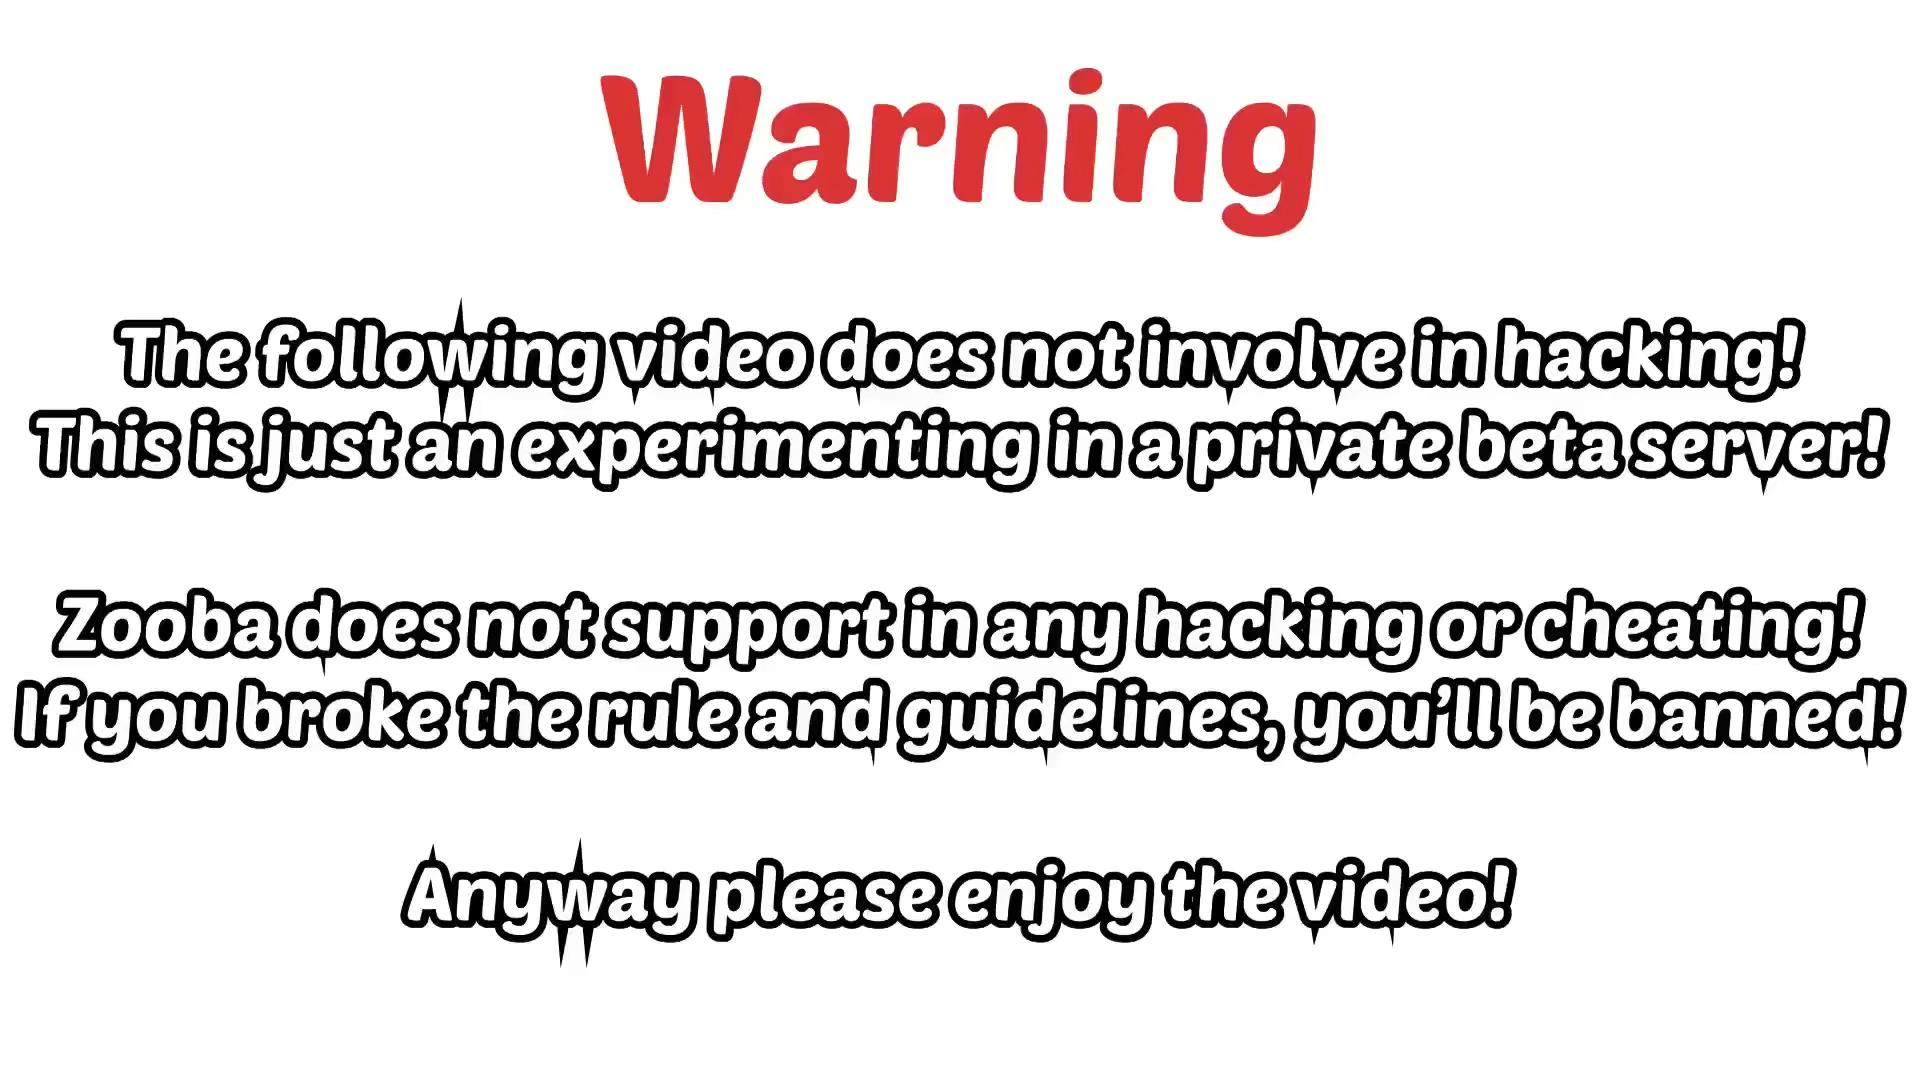 Warning
The following video does not involve in hacking!
This is just an experimenting in a private beta server!
Zooba does not support in any hacking or cheating!
If you broke the rule and guidelines, you'll be banned!
Anyway please enjoy the video!